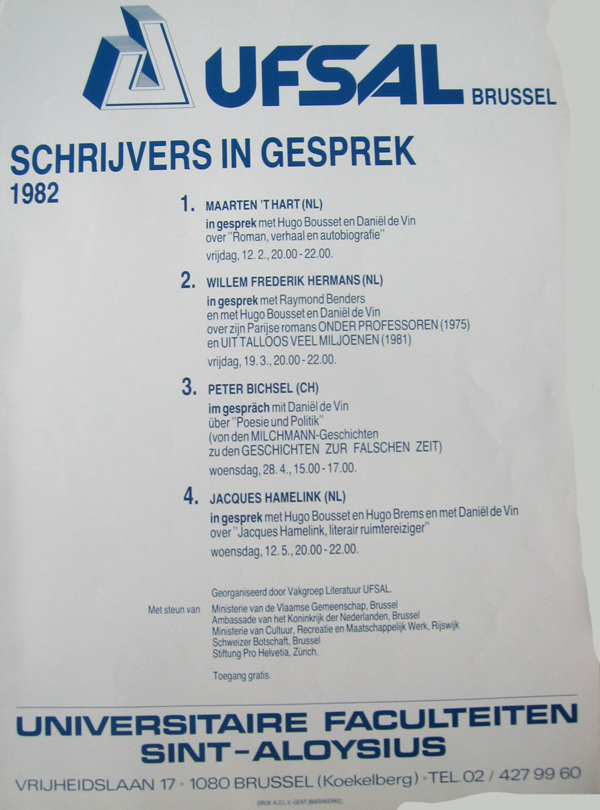 UFSAL BRUSSEL
SCHRIJVERS IN GESPREK
1982
1. MAARTEN 'T HART (NL)
in gesprek met Hugo Bousset en Daniël de Vin
over "Roman, verhaal en autobiografie"
vrijdag, 12. 2., 20.00 - 22.00.
2. WILLEM FREDERIK HERMANS (NL)
in gesprek met Raymond Benders
en met Hugo Bousset en Daniël de Vin
over zijn Parijse romans ONDER PROFESSOREN (1975)
en UIT TALLOOS VEEL MILJOENEN (1981)
vrijdag, 19. 3., 20.00 - 22.00.
3. PETER BICHSEL (CH)
im gespräch mit Daniël de Vin
über "Poesie und Politik"
(von den MILCHMANN-Geschichten
zu den GESCHICHTEN ZUR FALSCHEN ZEIT)
woensdag, 28. 4., 15.00 - 17.00.
4. JACQUES HAMELINK (NL)
in gesprek met Hugo Bousset en Hugo Brems en met Daniël de Vin
over "Jacques Hamelink, literair ruimtereiziger"
woensdag, 12. 5., 20.00 - 22.00.
Georganiseerd door Vakgroep Literatuur UFSAL.
Met steun van Ministerie van de Vlaamse Gemeenschap, Brussel
Ambassade van het Koninkrijk der Nederlanden, Brussel
Ministerie van Cultuur, Recreatie en Maatschappelijk Werk, Rijswijk
Schweizer Botschaft, Brussel
Stiftung Pro Helvetia, Zürich.
Toegang gratis.
UNIVERSITAIRE FACULTEITEN
SINT-ALOYSIUS
VRIJHEIDSLAAN 17 - 1080 BRUSSEL (Koekelberg) - TEL 02 / 427 99 60
DRUK: K.D.L.V.-GENT (MARIAKERKE)